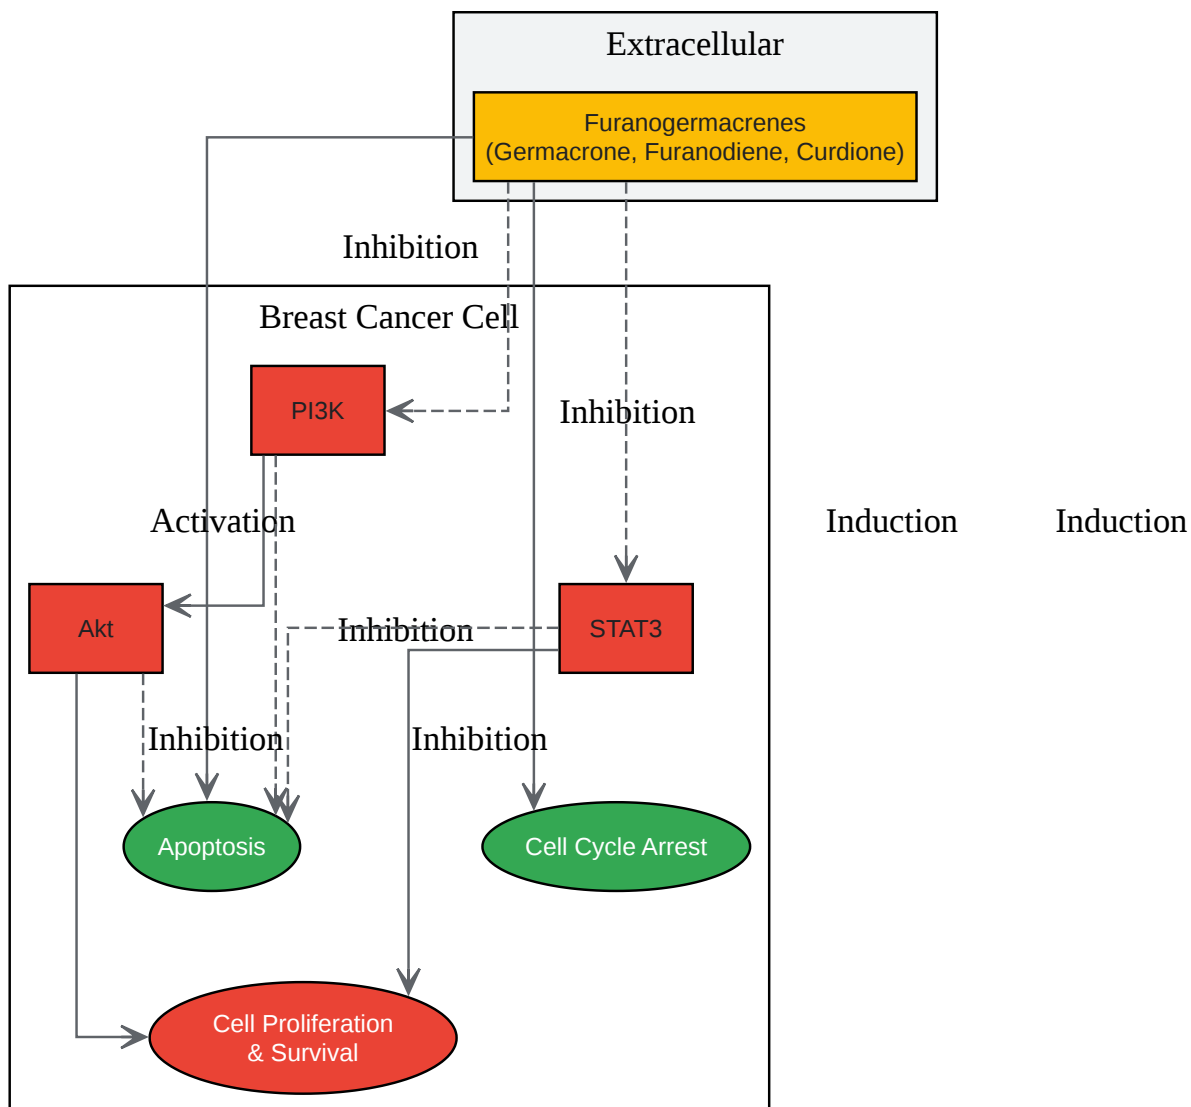 Extracellular
Furanogermacrenes
(Germacrone, Furanodiene, Curdione)
Inhibition
Breast Cancer Cell
PI3K
Inhibition
Activation
Induction
Induction
Akt
Inhibition
STAT3
Inhibition
Inhibition
Apoptosis
Cell Cycle Arrest
Cell Proliferation
& Survival